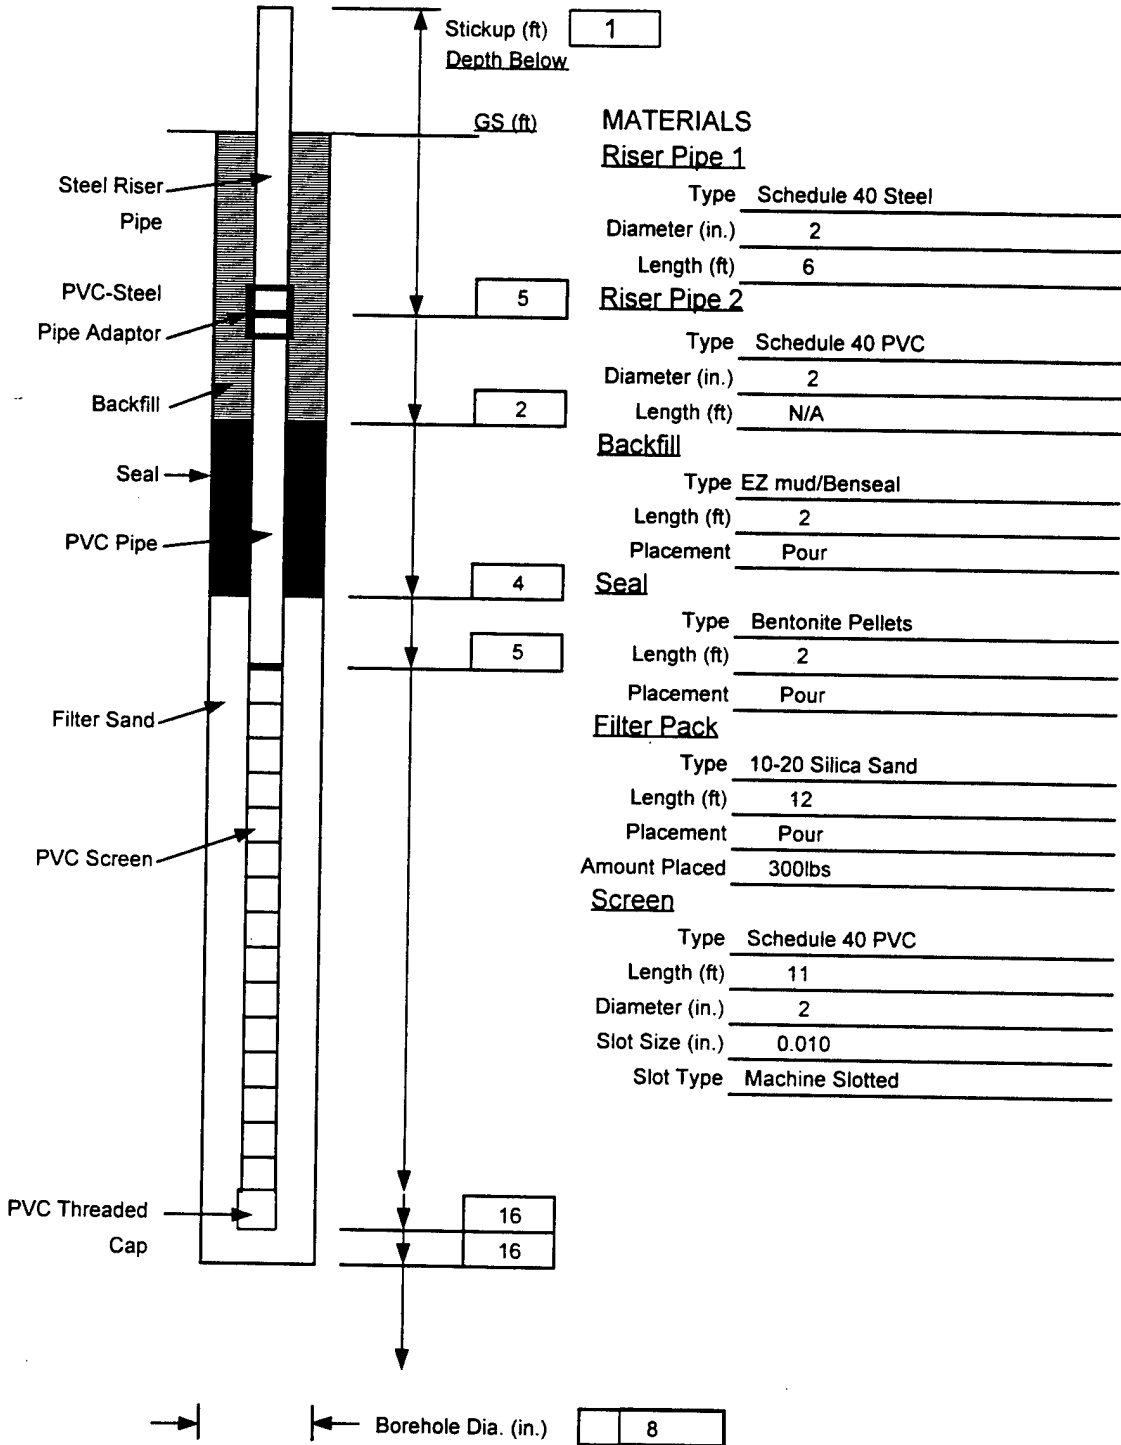 Stickup (ft) 1
Depth Below
GS (ft)
Steel Riser
Pipe
PVC-Steel
Pipe Adaptor
5
Backfill
2
Seal
PVC Pipe
4
5
Filter Sand
PVC Screen
PVC Threaded
Cap
16
16
Borehole Dia. (in.) 8
MATERIALS
Riser Pipe 1
Type Schedule 40 Steel
Diameter (in.) 2
Length (ft) 6
Riser Pipe 2
Type Schedule 40 PVC
Diameter (in.) 2
Length (ft) N/A
Backfill
Type EZ mud/Benseal
Length (ft) 2
Placement Pour
Seal
Type Bentonite Pellets
Length (ft) 2
Placement Pour
Filter Pack
Type 10-20 Silica Sand
Length (ft) 12
Placement Pour
Amount Placed 300lbs
Screen
Type Schedule 40 PVC
Length (ft) 11
Diameter (in.) 2
Slot Size (in.) 0.010
Slot Type Machine Slotted